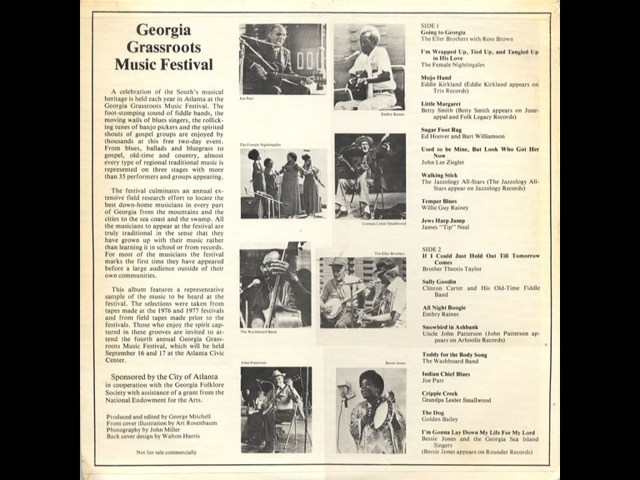 Georgia
Grassroots
Music Festival
A celebration of the South's musical
heritage is held each year in Atlanta at the
Georgia Grassroots Music Festival. The
foot-stomping sound of fiddle bands, the
moving wails of blues singers, the rollick-
ing tunes of banjo pickers and the spirited
shouts of gospel groups are enjoyed by
thousands at this free two-day event.
From blues, ballads and bluegrass to
gospel, old-time and country, almost
every type of regional traditional music is
represented on three stages with more
than 35 performers and groups appearing.
The festival culminates an annual ex-
tensive field research effort to locate the
best down-home musicians in every part
of Georgia from the mountains and the cities
to the sea coast and the swamp. All
the musicians to appear at the festival are
truly traditional in the sense that they
have grown up with their music rather
than learning it in school or from records.
For most of the musicians the festival
marks the first time they have appeared
before a large audience outside of their
own communities.
This album features a representative
sample of the music to be heard at the
festival. The selections were taken from
tapes made at the 1976 and 1977 festivals
and from field tapes made prior to the
festivals. Those who enjoy the spirit cap-
tured in these grooves are invited to at-
tend the fourth annual Georgia Grass-
roots Music Festival, which will be held
September 16 and 17 at the Atlanta Civic
Center.
Sponsored by the City of Atlanta
in cooperation with the Georgia Folklore
Society with assistance of a grant from the
National Endowment for the Arts.
Produced and edited by George Mitchell
Front cover illustration by Art Rosenbaum
Photography by John Miller
Back cover design by Walton Harris
Not for sale commercially
Joe Parr
Embry Raines
The Female Nightingales
Grandpa Leeter Smallwood
The Eller Brothers
The Washboard Band
John Patterson
Bessie Jones
SIDE 1
Going to Georgia
The Eller Brothers with Ross Brown
I'm Wrapped Up, Tied Up, and Tangled Up
in His Love
The Female Nightingales
Mojo Hand
Eddie Kirkland (Eddie Kirkland appears on
Trix Records)
Little Margaret
Betty Smith (Betty Smith appears on June-
appal and Folk Legacy Records)
Sugar Foot Rag
Ed Hoover and Burt Williamson
Used to be Mine, But Look Who Got Her
Now
John Lee Ziegler
Walking Stick
The Jazzology All-Stars (The Jazzology All-
Stars appear on Jazzology Records)
Temper Blues
Willie Guy Rainey
Jews Harp Jump
James "Tip" Neal
SIDE 2
If I Could Just Hold Out Till Tomorrow
Comes
Brother Theotis Taylor
Sally Goodin
Clinton Carter and His Old-Time Fiddle
Band
All Night Boogie
Embry Raines
Snowbird in Ashbank
Uncle John Patterson (John Patterson ap-
pears on Arhoolie Records)
Toddy for the Body Song
The Washboard Band
Indian Chief Blues
Joe Parr
Cripple Creek
Grandpa Leeter Smallwood
The Dog
Golden Bailey
I'm Gonna Lay Down My Life For My Lord
Bessie Jones and the Georgia Sea Island
Singers
(Bessie Jones appears on Rounder Records)